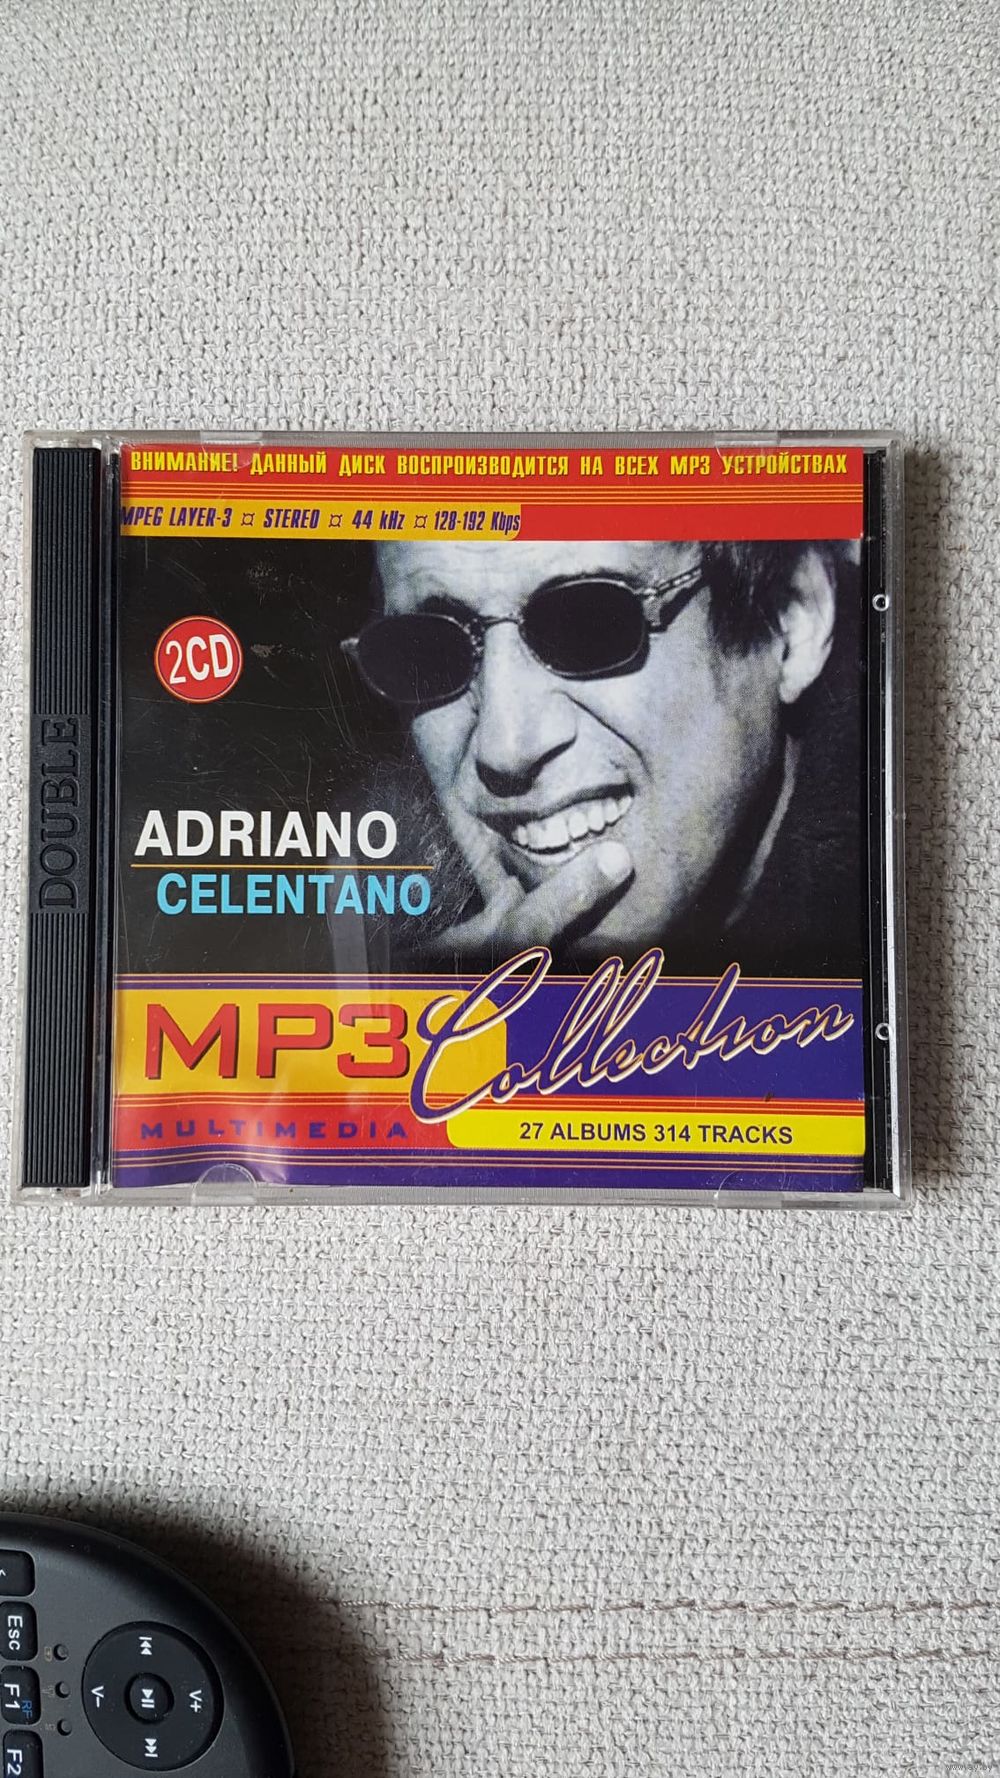 ВНИМАНИЕ! ДАННЫЙ ДИСК ВОСПРОИЗВОДИТСЯ НА ВСЕХ MP3 УСТРОЙСТВАХ
MPEG LAYER-3 ¤ STEREO ¤ 44 kHz ¤ 128-192 Kbps
2CD
DOUBLE
ADRIANO
CELENTANO
MP3 Collection
MULTIMEDIA
27 ALBUMS 314 TRACKS
Esc
F1 RF
F2
V-
V+